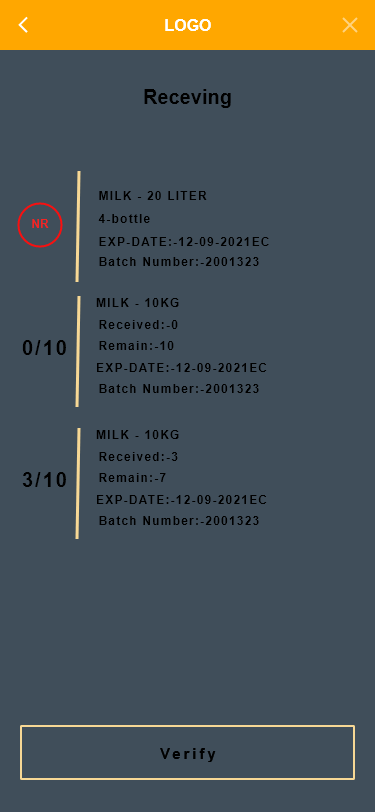 LOGO
Receving
NR
MILK - 20 LITER
4-bottle
EXP-DATE:-12-09-2021EC
Batch Number:-2001323
0/10
MILK - 10KG
Received:-0
Remain:-10
EXP-DATE:-12-09-2021EC
Batch Number:-2001323
3/10
MILK - 10KG
Received:-3
Remain:-7
EXP-DATE:-12-09-2021EC
Batch Number:-2001323
Verify